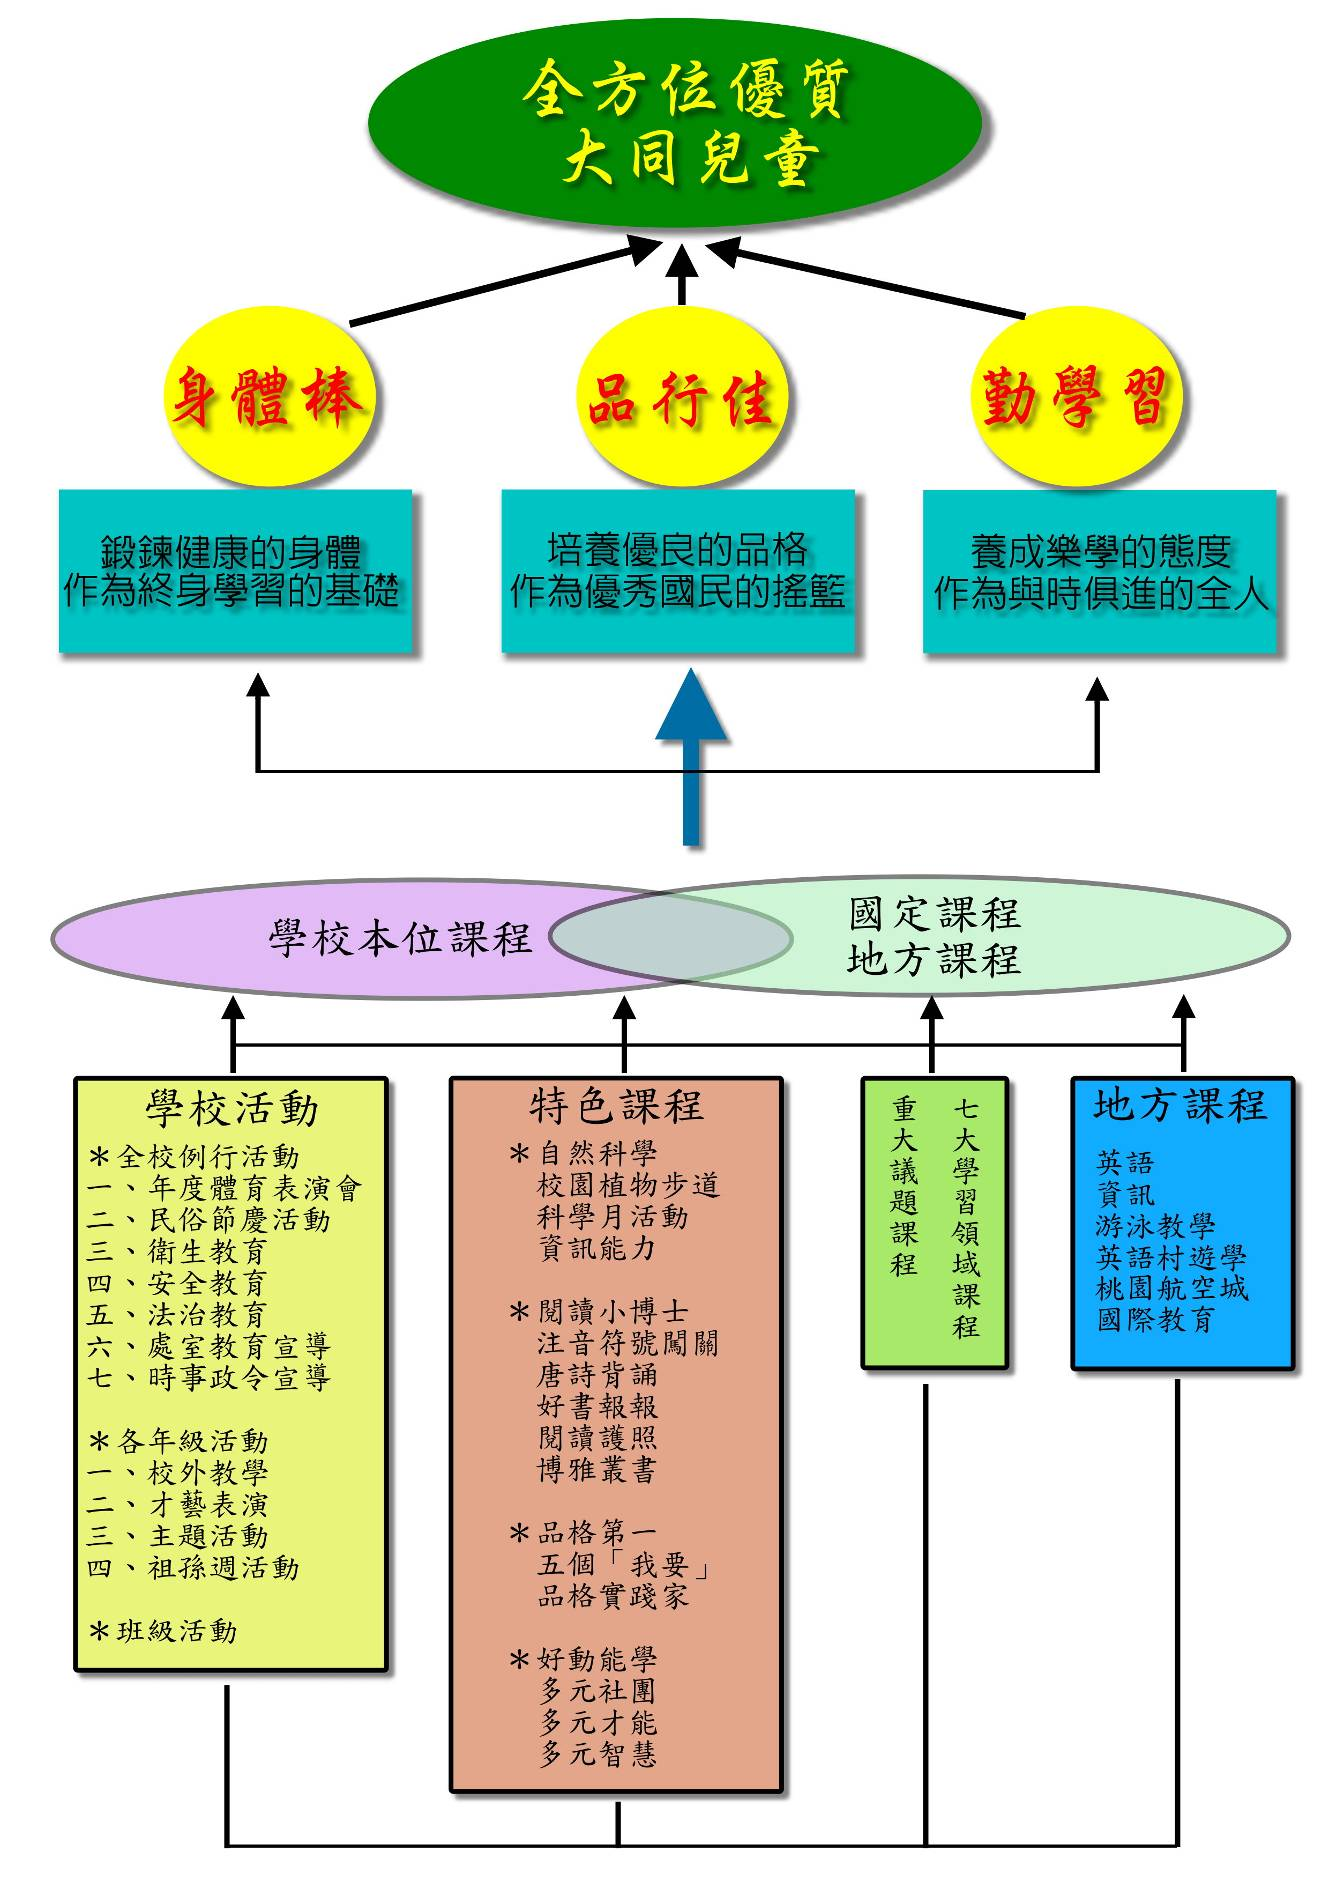 全方位優質
大同兒童
身體棒
品行佳
勤學習
鍛鍊健康的身體
作為終身學習的基礎
培養優良的品格
作為優秀國民的搖籃
養成樂學的態度
作為與時俱進的全人
學校本位課程
國定課程
地方課程
學校活動
＊全校例行活動
一、年度體育表演會
二、民俗節慶活動
三、衛生教育
四、安全教育
五、法治教育
六、處室教育宣導
七、時事政令宣導
＊各年級活動
一、校外教學
二、才藝表演
三、主題活動
四、祖孫週活動
＊班級活動
特色課程
＊自然科學
校園植物步道
科學月活動
資訊能力
＊閱讀小博士
注音符號闖關
唐詩背誦
好書報報
閱讀護照
博雅叢書
＊品格第一
五個「我要」
品格實踐家
＊好動能學
多元社團
多元才能
多元智慧
七大學習領域課程
重大議題課程
地方課程
英語
資訊
游泳教學
英語村遊學
桃園航空城
國際教育